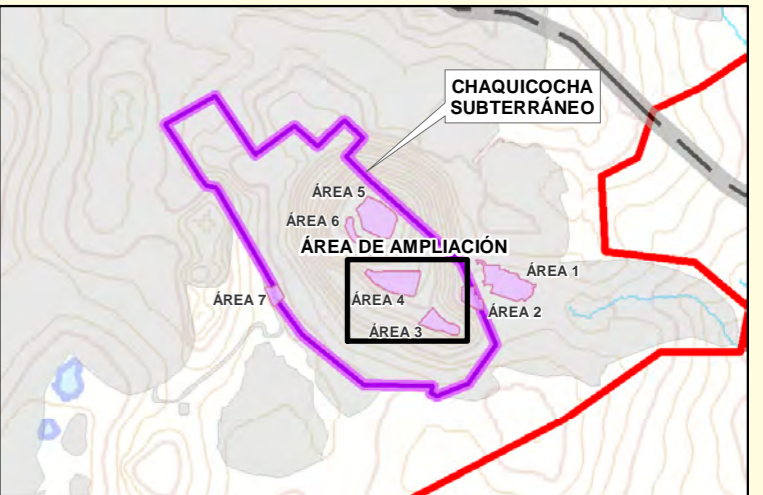 CHAQUICOCHA
SUBTERRÁNEO
ÁREA 5
ÁREA 6
ÁREA DE AMPLIACIÓN
ÁREA 1
ÁREA 7
ÁREA 4
ÁREA 2
ÁREA 3